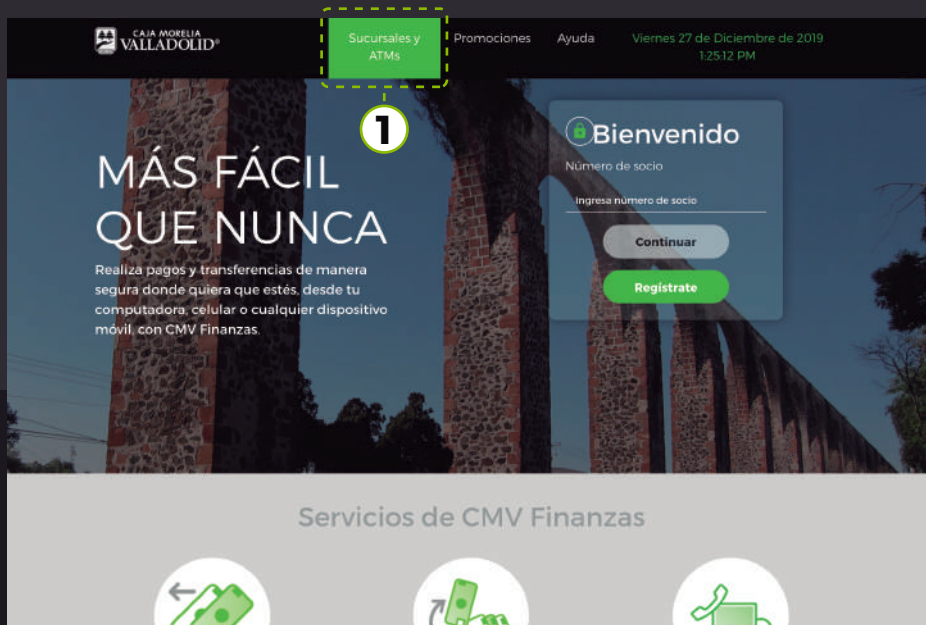 CAJA MORELIA
VALLADOLID®
Sucursales y
ATMs
Promociones
Ayuda
Viernes 27 de Diciembre de 2019
1:25:12 PM
1
MÁS FÁCIL
QUE NUNCA
Realiza pagos y transferencias de manera
segura donde quiera que estés, desde tu
computadora, celular o cualquier dispositivo
móvil, con CMV Finanzas.
Bienvenido
Número de socio
Ingresa número de socio
Continuar
Regístrate
Servicios de CMV Finanzas